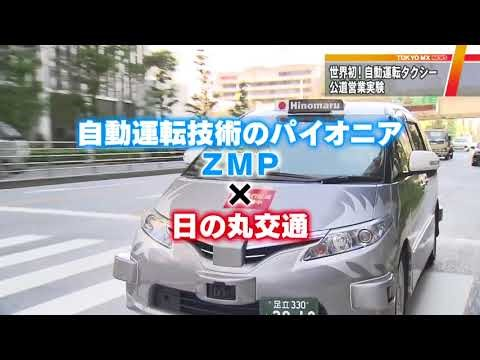 TOKYO MX
世界初！自動運転タクシー
公道営業実験
Hinomaru
自動運転技術のパイオニア
ZMP
×
日の丸交通
足立 330